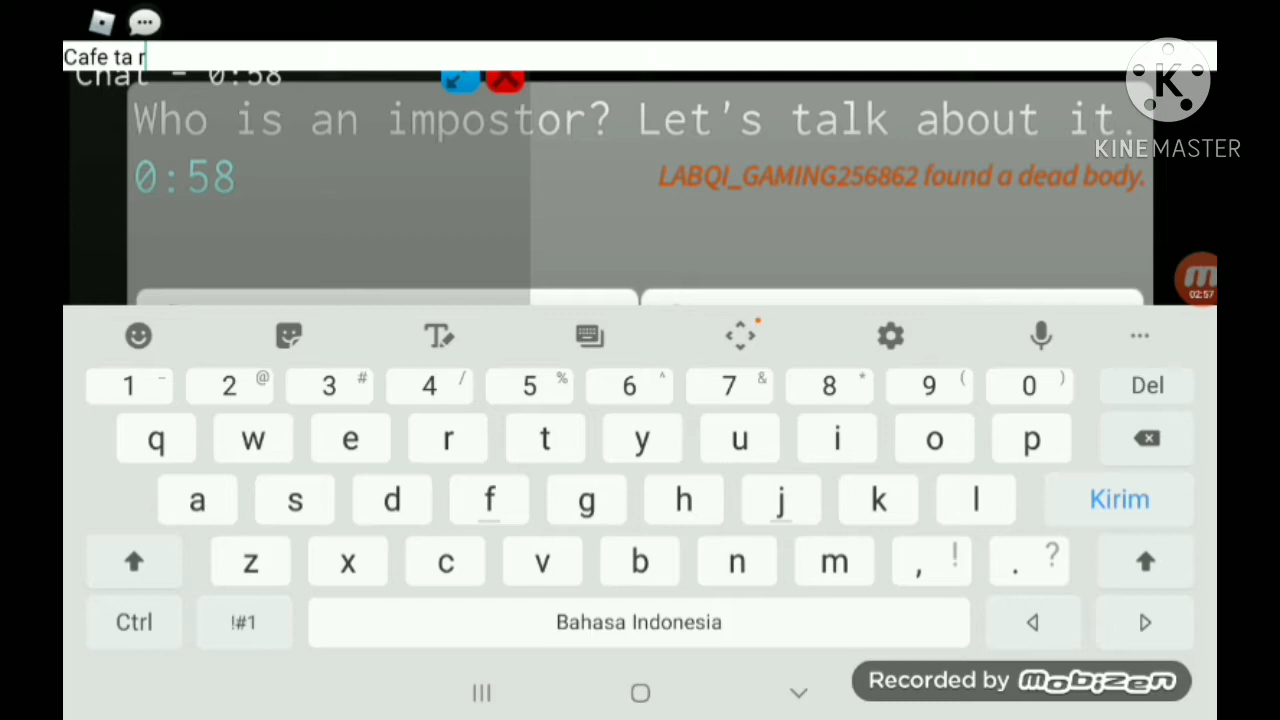 Cafe ta r
Chat - 0:58
Who is an impostor? Let's talk about it.
0:58
LABQI_GAMING256862 found a dead body.
K
KINEMASTER
02:57
1 - 2 @ 3 # 4 / 5 % 6 ^ 7 & 8 * 9 ( 0 ) Del
q w e r t y u i o p
a s d f g h j k l Kirim
z x c v b n m , ! . ?
Ctrl !#1 Bahasa Indonesia
Recorded by mobizen